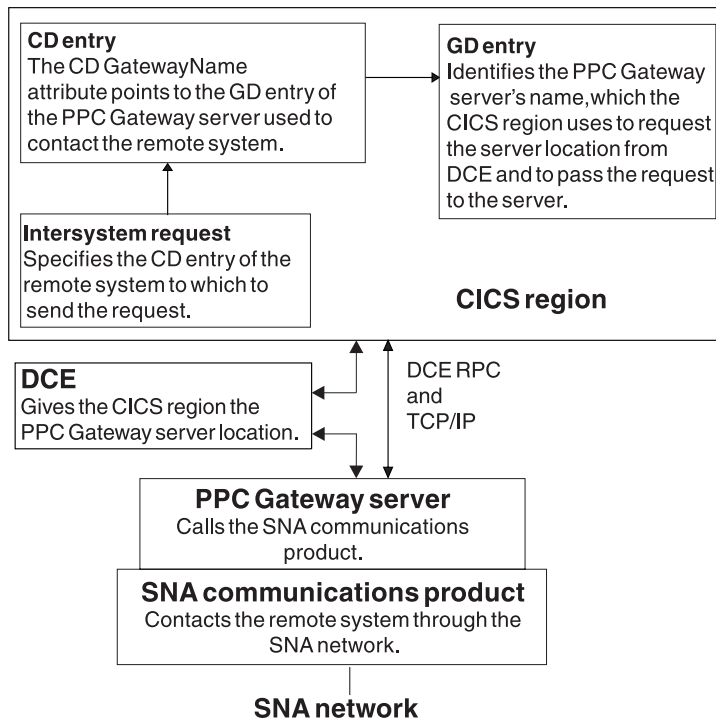 CD entry
The CD GatewayName
attribute points to the GD entry of
the PPC Gateway server used to
contact the remote system.
GD entry
Identifies the PPC Gateway
server's name, which the
CICS region uses to request
the server location from
DCE and to pass the request
to the server.
Intersystem request
Specifies the CD entry of the
remote system to which to
send the request.
CICS region
DCE
Gives the CICS region the
PPC Gateway server location.
DCE RPC
and
TCP/IP
PPC Gateway server
Calls the SNA communications
product.
SNA communications product
Contacts the remote system through the
SNA network.
SNA network